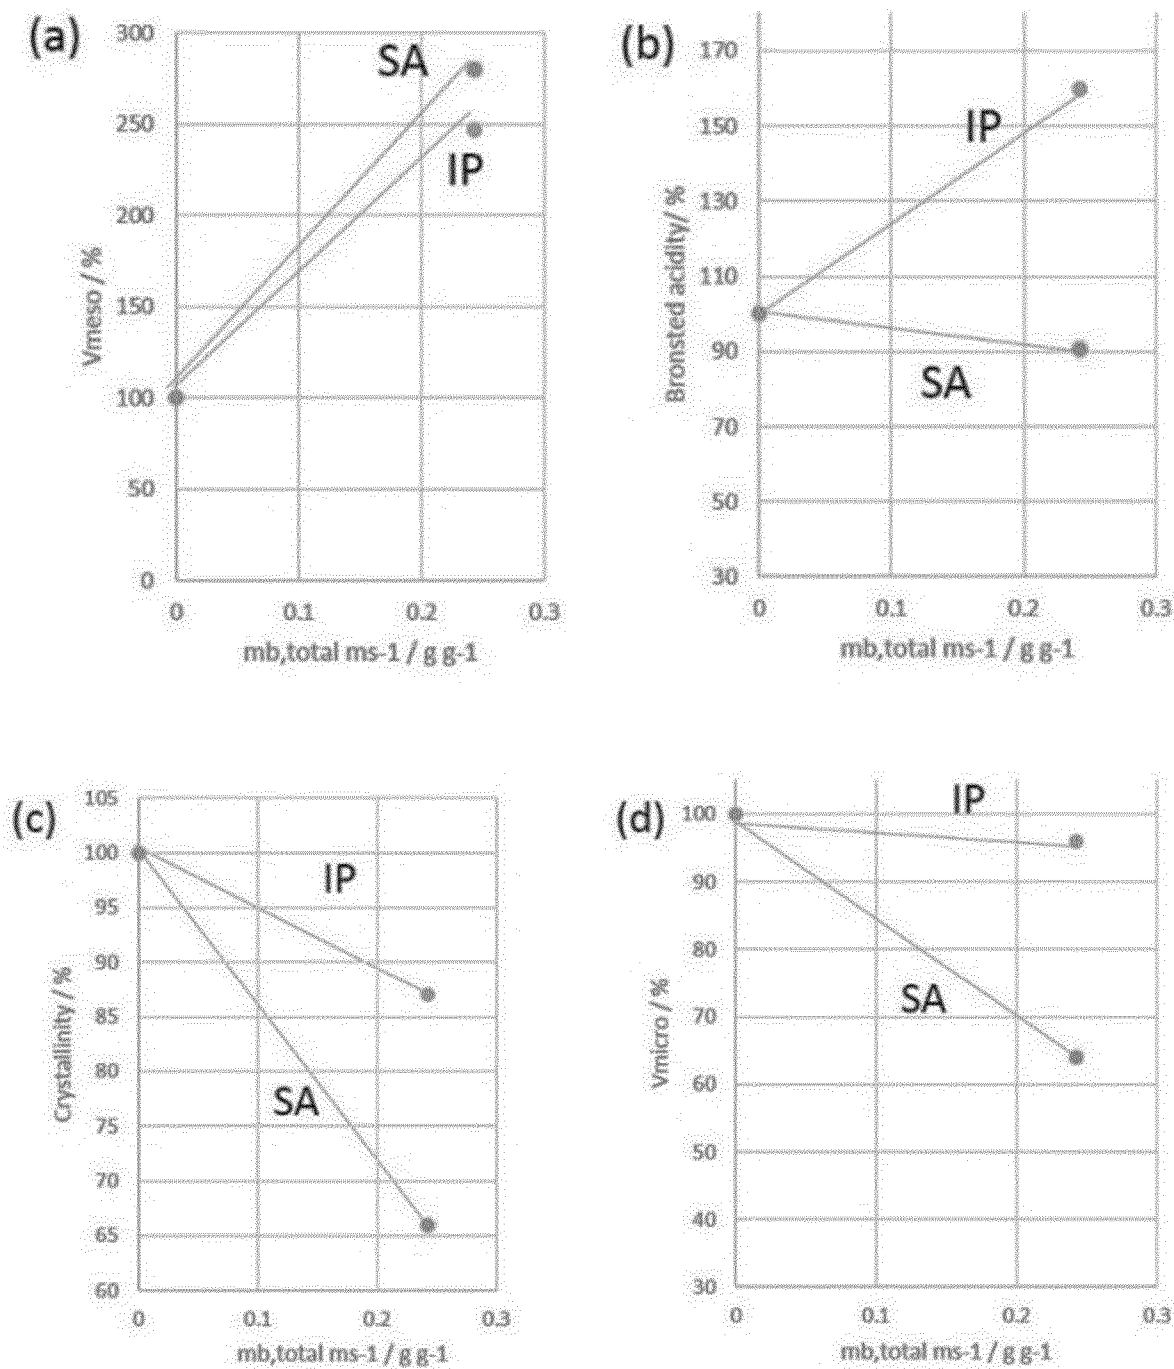 (a)
300
250
200
150
100
50
0
Vmeso / %
SA
IP
0 0.1 0.2 0.3
mb,total ms-1 / g g-1
(b)
170
150
130
110
90
70
50
30
Bronsted acidity/ %
IP
SA
0 0.1 0.2 0.3
mb,total ms-1 / g g-1
(c)
105
100
95
90
85
80
75
70
65
60
Crystallinity / %
IP
SA
0 0.1 0.2 0.3
mb,total ms-1 / g g-1
(d)
100
90
80
70
60
50
40
30
Vmicro / %
IP
SA
0 0.1 0.2 0.3
mb,total ms-1 / g g-1